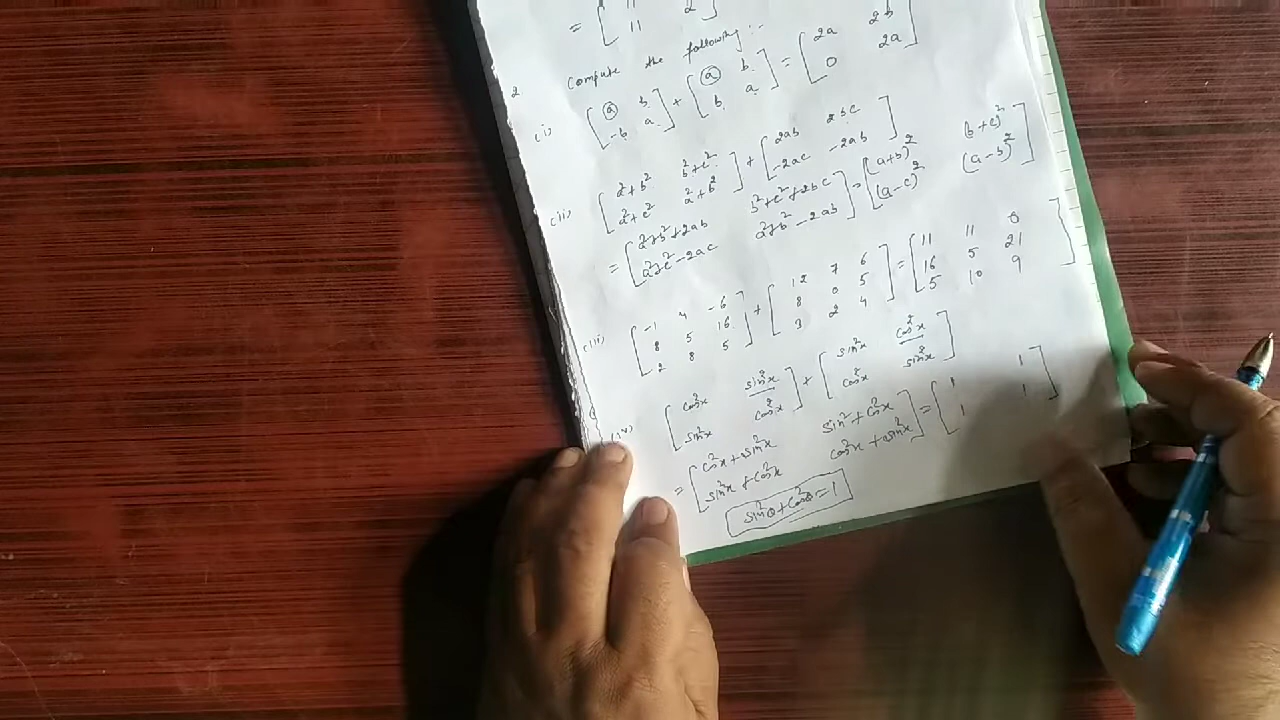 = [ 11 2 ]
11
2 Compute the following :-
(i) [ a b ; -b a ] + [ a b ; b a ] = [ 2a 2b ; 0 2a ]
(ii) [ a²+b² b²+c² ; a²+c² a²+b² ] + [ 2ab 2bc ; -2ac -2ab ]
= [ a²+b²+2ab b²+c²+2bc ; a²+c²-2ac a²+b²-2ab ] = [ (a+b)² (b+c)² ; (a-c)² (a-b)² ]
(iii) [ -1 4 -6 ; 8 5 16 ; 2 8 5 ] + [ 12 7 6 ; 8 0 5 ; 3 2 4 ] = [ 11 11 0 ; 16 5 21 ; 5 10 9 ]
(iv) [ cos²x sin²x ; sin²x cos²x ] + [ sin²x cos²x ; cos²x sin²x ]
= [ cos²x + sin²x sin²x + cos²x ; sin²x + cos²x cos²x + sin²x ] = [ 1 1 ; 1 1 ]
sin²θ + cos²θ = 1